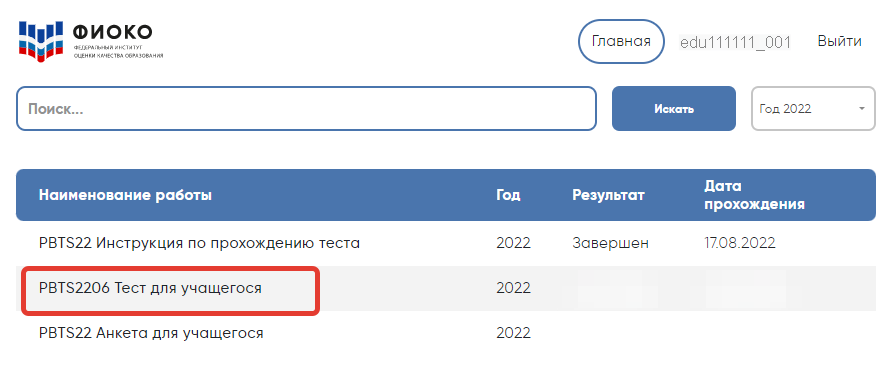 ФИОКО
ФЕДЕРАЛЬНЫЙ ИНСТИТУТ
ОЦЕНКИ КАЧЕСТВА ОБРАЗОВАНИЯ
Главная edu111111_001 Выйти
Поиск... Искать Год 2022
Наименование работы Год Результат Дата прохождения
PBTS22 Инструкция по прохождению теста 2022 Завершен 17.08.2022
PBTS2206 Тест для учащегося 2022
PBTS22 Анкета для учащегося 2022